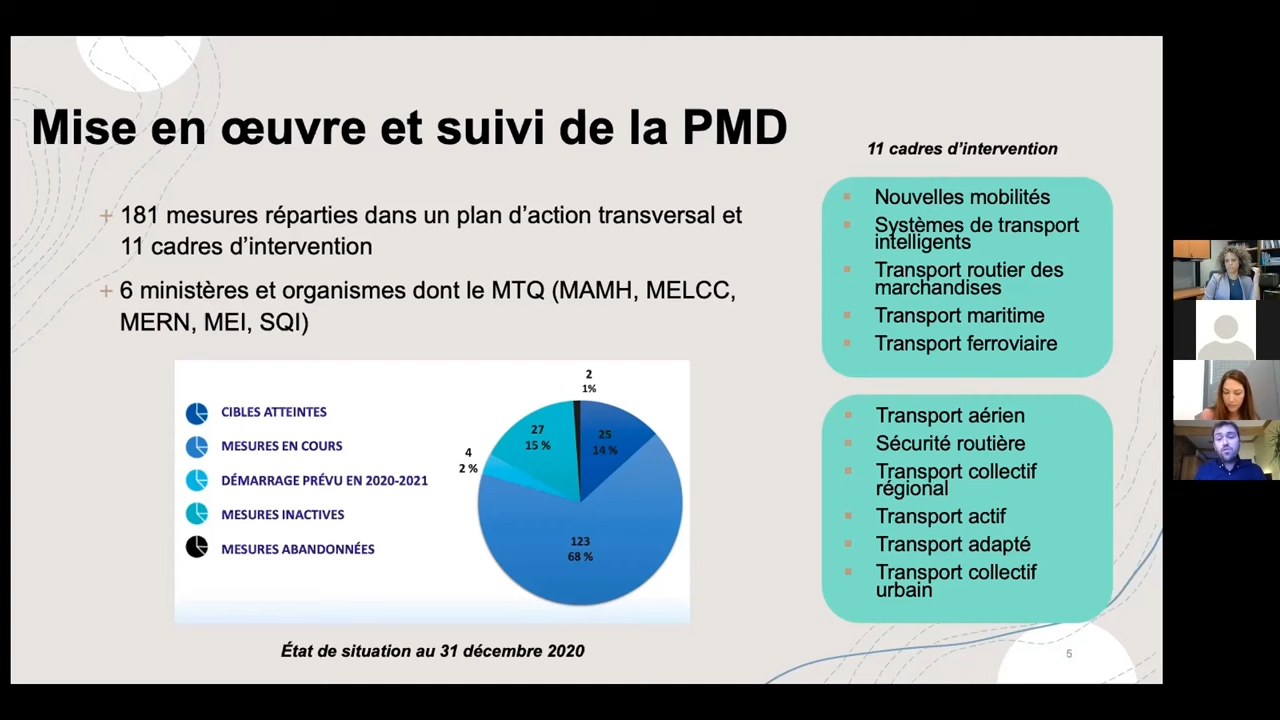 Mise en œuvre et suivi de la PMD
181 mesures réparties dans un plan d’action transversal et
11 cadres d’intervention
6 ministères et organismes dont le MTQ (MAMH, MELCC,
MERN, MEI, SQI)
CIBLES ATTEINTES
MESURES EN COURS
DÉMARRAGE PRÉVU EN 2020-2021
MESURES INACTIVES
MESURES ABANDONNÉES
2
1%
25
14 %
27
15 %
4
2 %
123
68 %
État de situation au 31 décembre 2020
11 cadres d’intervention
Nouvelles mobilités
Systèmes de transport
intelligents
Transport routier des
marchandises
Transport maritime
Transport ferroviaire
Transport aérien
Sécurité routière
Transport collectif
régional
Transport actif
Transport adapté
Transport collectif
urbain
5